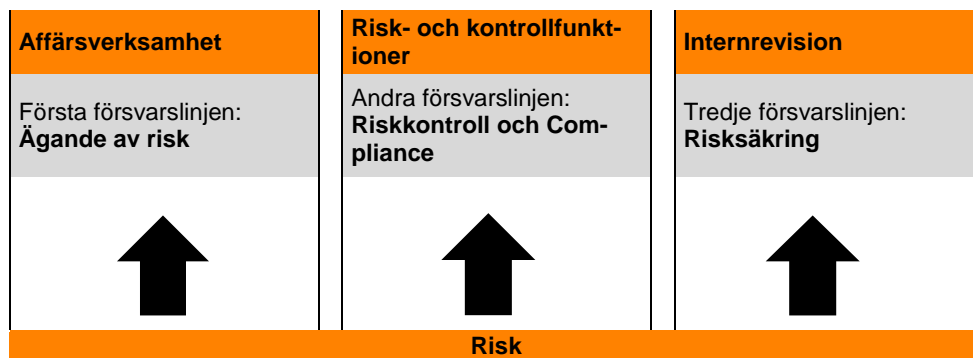 Affärsverksamhet
Första försvarslinjen:
Ägande av risk
Risk- och kontrollfunkt-
ioner
Andra försvarslinjen:
Riskkontroll och Com-
pliance
Internrevision
Tredje försvarslinjen:
Risksäkring
Risk